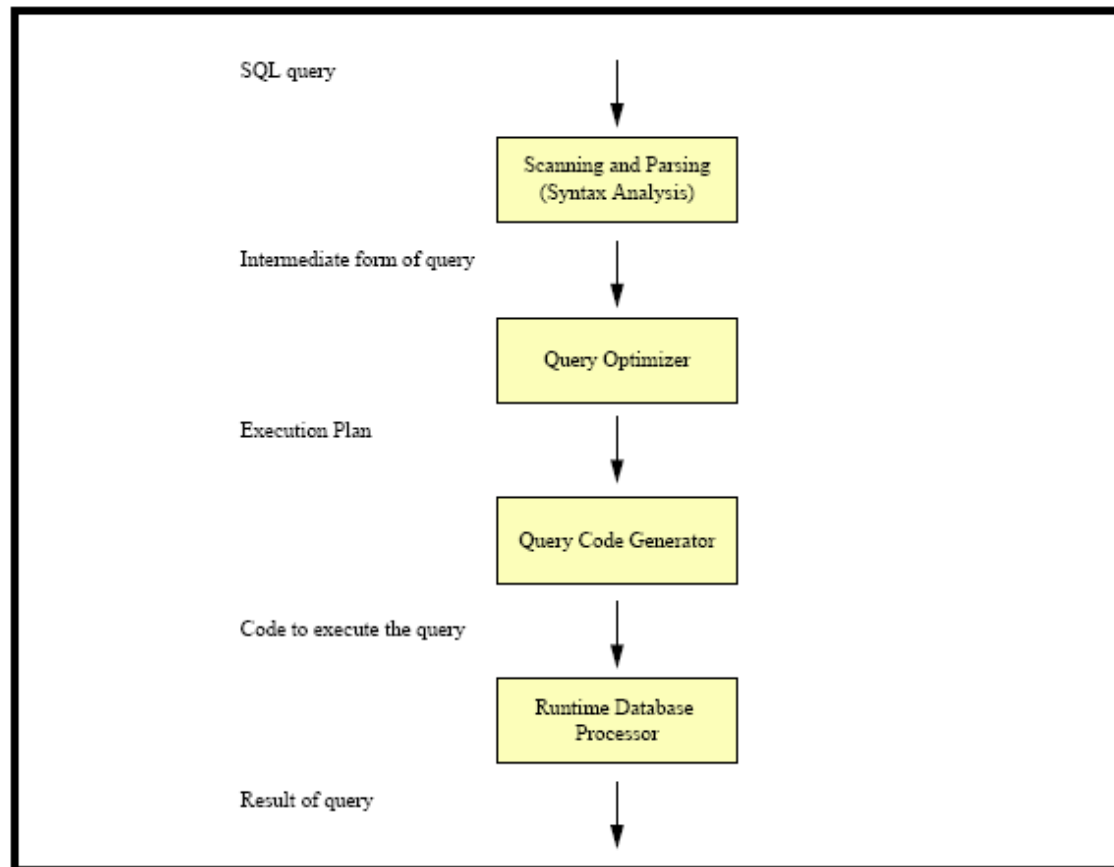 SQL query
Scanning and Parsing
(Syntax Analysis)
Intermediate form of query
Query Optimizer
Execution Plan
Query Code Generator
Code to execute the query
Runtime Database
Processor
Result of query